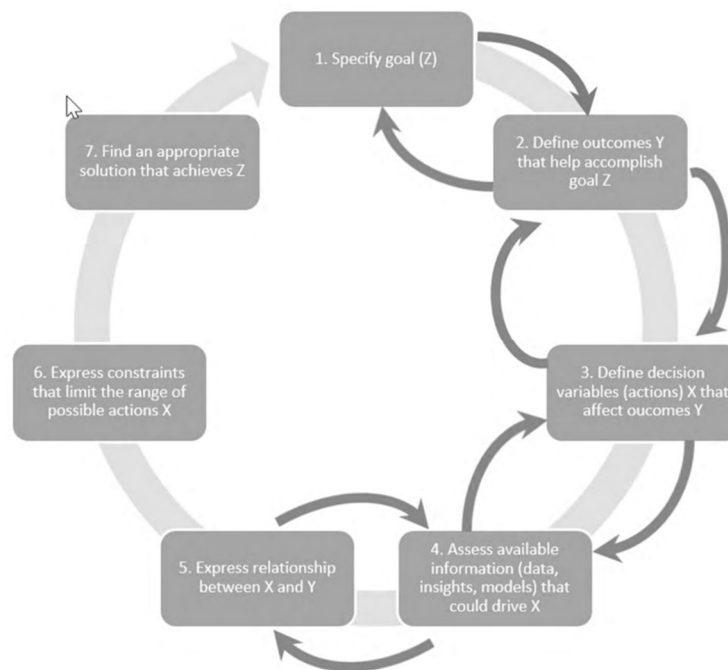 1. Specify goal (Z)
2. Define outcomes Y
that help accomplish
goal Z
3. Define decision
variables (actions) X that
affect oucomes Y
4. Assess available
information (data,
insights, models) that
could drive X
5. Express relationship
between X and Y
6. Express constraints
that limit the range of
possible actions X
7. Find an appropriate
solution that achieves Z